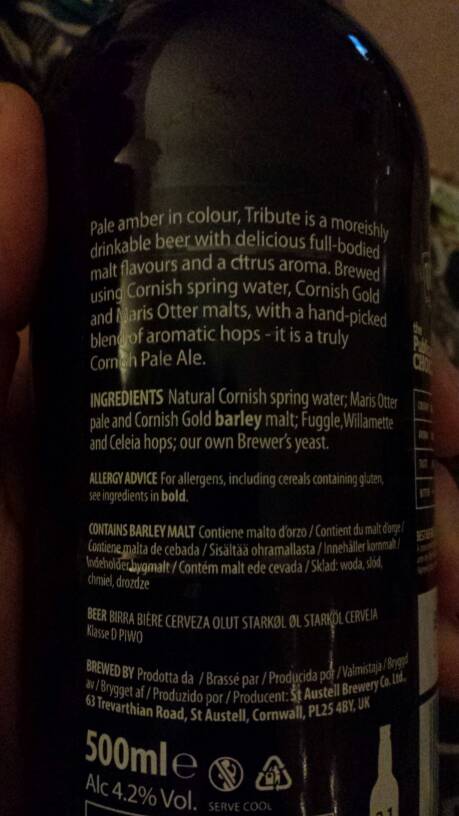 Pale amber in colour, Tribute is a moreishly
drinkable beer with delicious full-bodied
malt flavours and a citrus aroma. Brewed
using Cornish spring water, Cornish Gold
and Maris Otter malts, with a hand-picked
blend of aromatic hops - it is a truly
Cornish Pale Ale.
INGREDIENTS Natural Cornish spring water; Maris Otter
pale and Cornish Gold barley malt; Fuggle, Willamette
and Celeia hops; our own Brewer's yeast.
ALLERGY ADVICE For allergens, including cereals containing gluten,
see ingredients in bold.
CONTAINS BARLEY MALT Contiene malto d'orzo / Contient du malt d'orge /
Contiene malta de cebada / Sisältää ohramallasta / Innehåller kornmalt /
Indeholder bygmalt / Contém malt ede cevada / Skład: woda, słód,
chmiel, drozdze
BEER BIRRA BIÈRE CERVEZA OLUT STARKØL ØL STARKÖL CERVEJA
Klasse D PIWO
BREWED BY Prodotta da / Brassé par / Producida por / Valmistaja / Bryggd
av / Brygget af / Produzido por / Producent: St Austell Brewery Co. Ltd.,
63 Trevarthian Road, St Austell, Cornwall, PL25 4BY, UK
500ml e
Alc 4.2% Vol. SERVE COOL
2.1